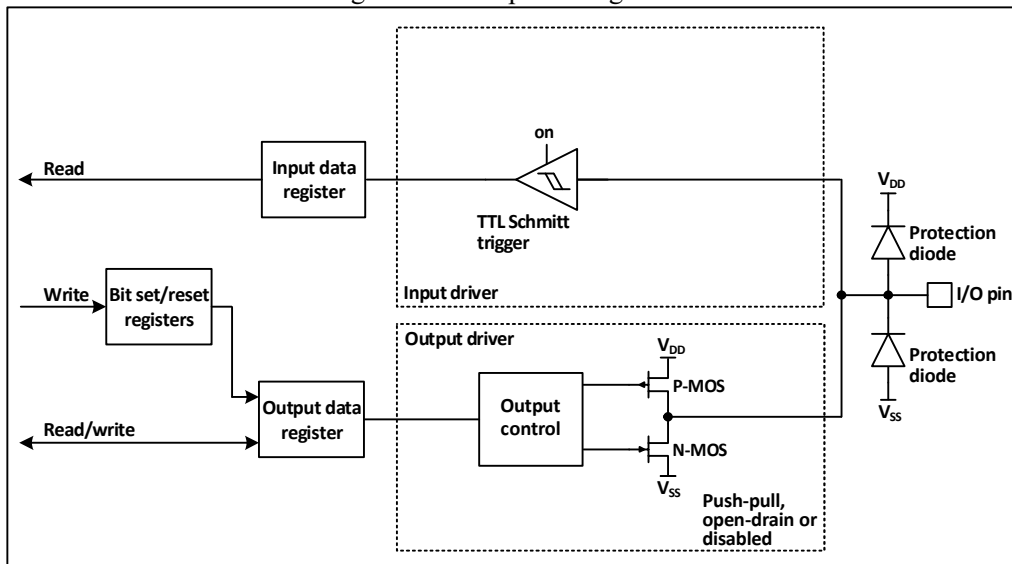 on
Read
Input data
register
TTL Schmitt
trigger
V_DD
Protection
diode
Write
Bit set/reset
registers
Input driver
I/O pin
Output driver
V_DD
P-MOS
Protection
diode
Output data
register
Output
control
Read/write
N-MOS
V_SS
V_SS
Push-pull,
open-drain or
disabled